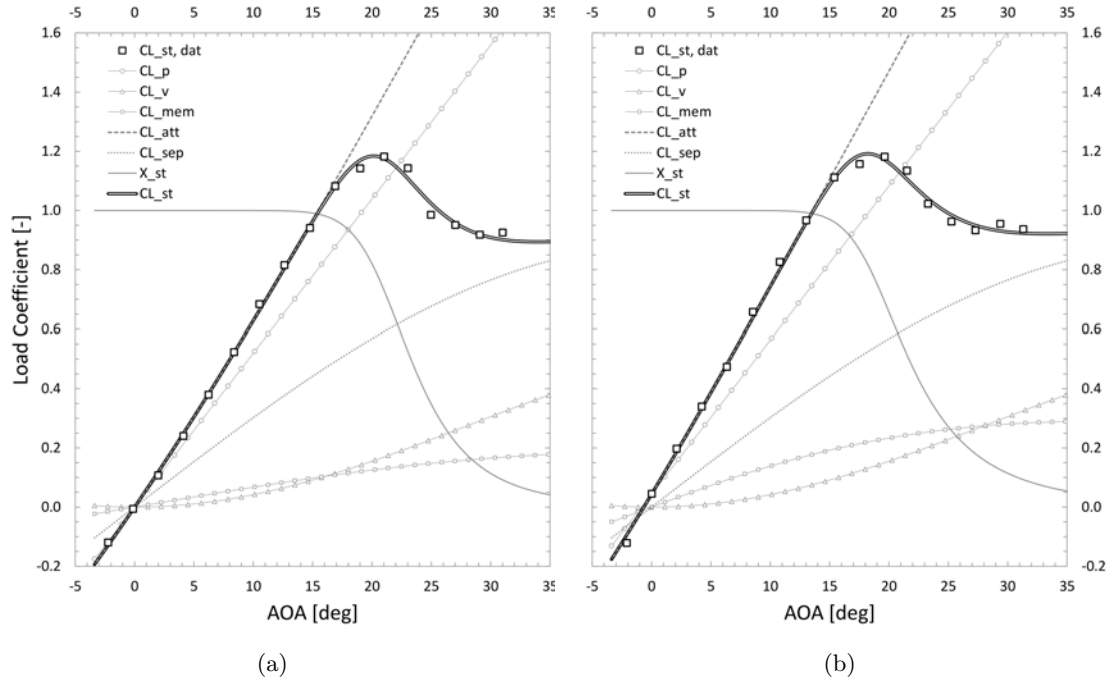 -5 0 5 10 15 20 25 30 35
-5 0 5 10 15 20 25 30 35
1.6
1.4
1.2
1.0
0.8
0.6
0.4
0.2
0.0
-0.2
Load Coefficient [-]
CL_st, dat
CL_p
CL_v
CL_mem
CL_att
CL_sep
X_st
CL_st
-5 0 5 10 15 20 25 30 35
AOA [deg]
(a)
CL_st, dat
CL_p
CL_v
CL_mem
CL_att
CL_sep
X_st
CL_st
1.6
1.4
1.2
1.0
0.8
0.6
0.4
0.2
0.0
-0.2
-5 0 5 10 15 20 25 30 35
AOA [deg]
(b)